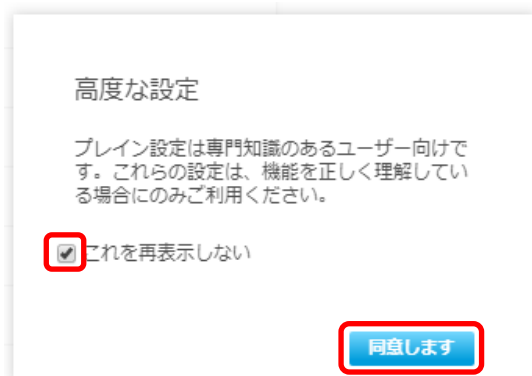 高度な設定
プレイン設定は専門知識のあるユーザー向けで
す。これらの設定は、機能を正しく理解してい
る場合にのみご利用ください。
これを再表示しない
同意します